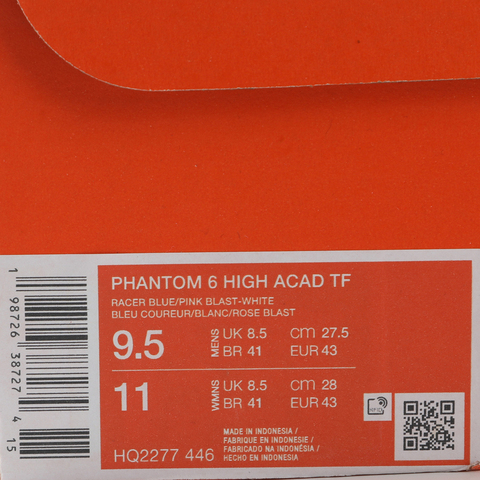 PHANTOM 6 HIGH ACAD TF
RACER BLUE/PINK BLAST-WHITE
BLEU COUREUR/BLANC/ROSE BLAST
9.5 MENS UK 8.5 cm 27.5
BR 41 EUR 43
11 WMNS UK 8.5 cm 28
BR 41 EUR 43
MADE IN INDONESIA /
FABRIQUE EN INDONESIE /
FABRICADO NA INDONÉSIA /
HECHO EN INDONESIA
HQ2277 446
1 98726 38727 4 15